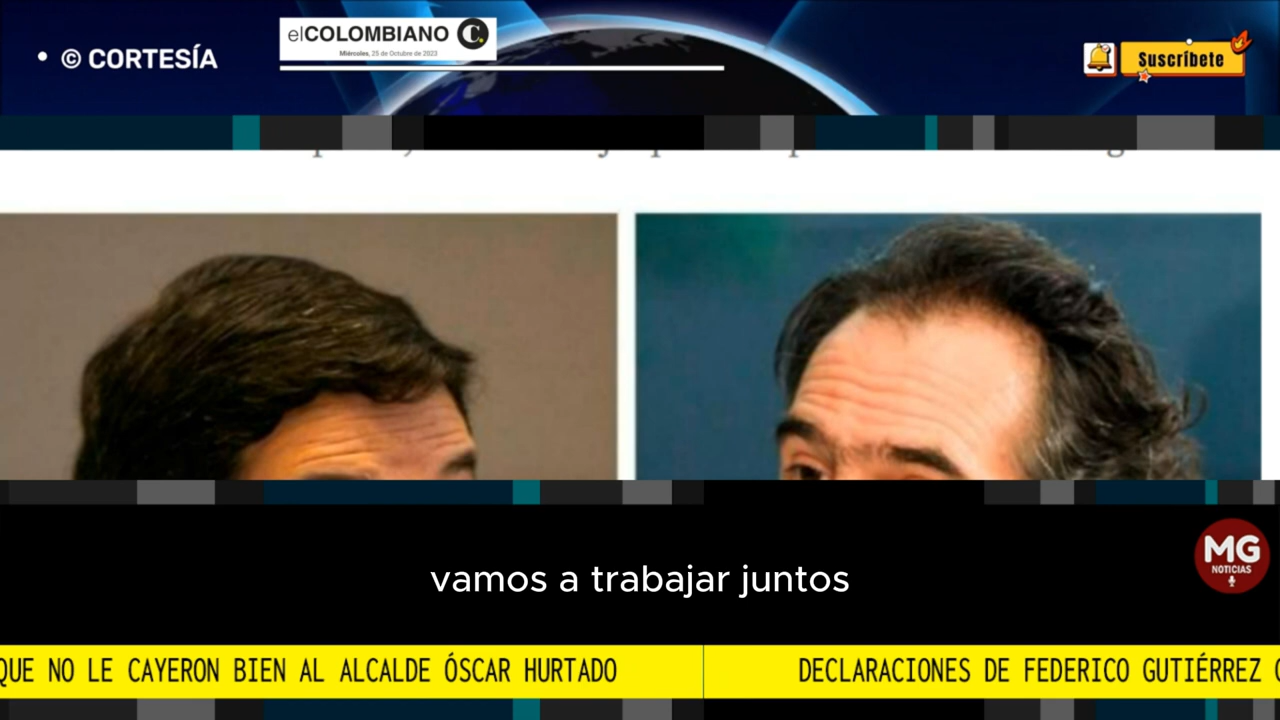 • © CORTESÍA
elCOLOMBIANO C.
Miércoles, 25 de Octubre de 2023
Suscríbete
vamos a trabajar juntos
MG
NOTICIAS
QUE NO LE CAYERON BIEN AL ALCALDE ÓSCAR HURTADO
DECLARACIONES DE FEDERICO GUTIÉRREZ